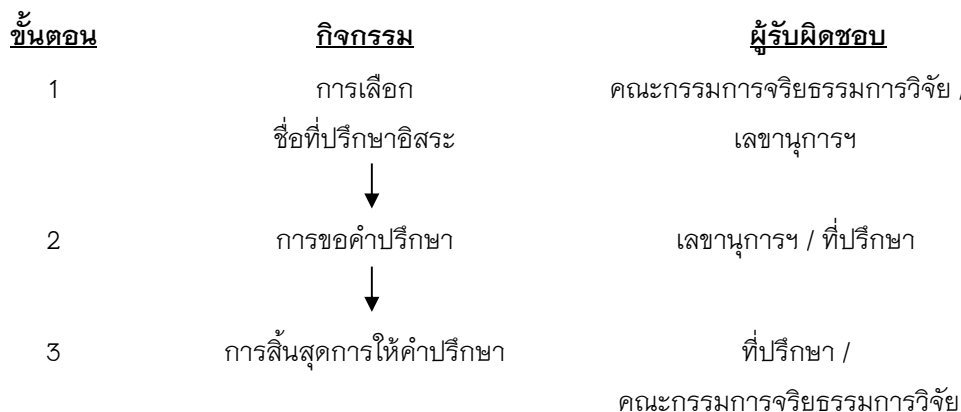 ขั้นตอน กิจกรรม ผู้รับผิดชอบ
1 การเลือก คณะกรรมการจริยธรรมการวิจัย /
ชื่อที่ปรึกษาอิสระ เลขานุการฯ
2 การขอคำปรึกษา เลขานุการฯ / ที่ปรึกษา
3 การสิ้นสุดการให้คำปรึกษา ที่ปรึกษา /
คณะกรรมการจริยธรรมการวิจัย